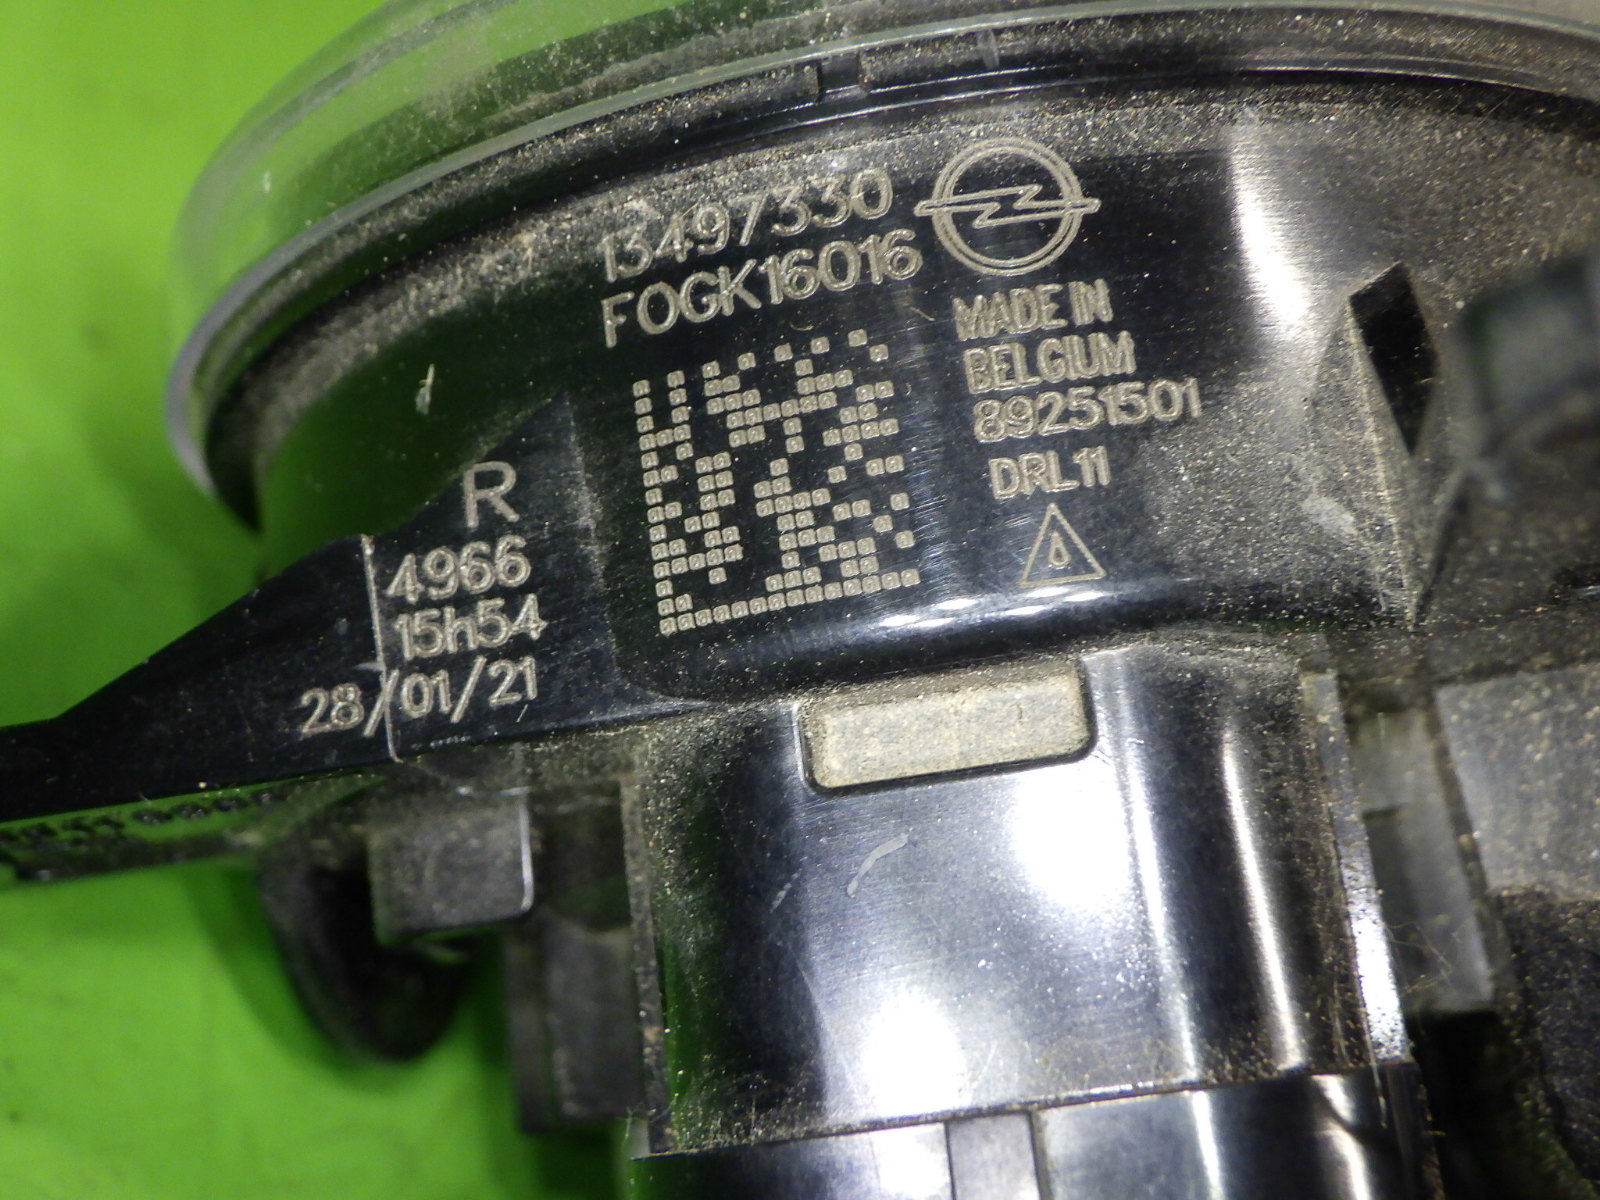 13497330
FOGK16016
MADE IN
BELGIUM
89251501
DRL11
R
4966
15h54
28/01/21